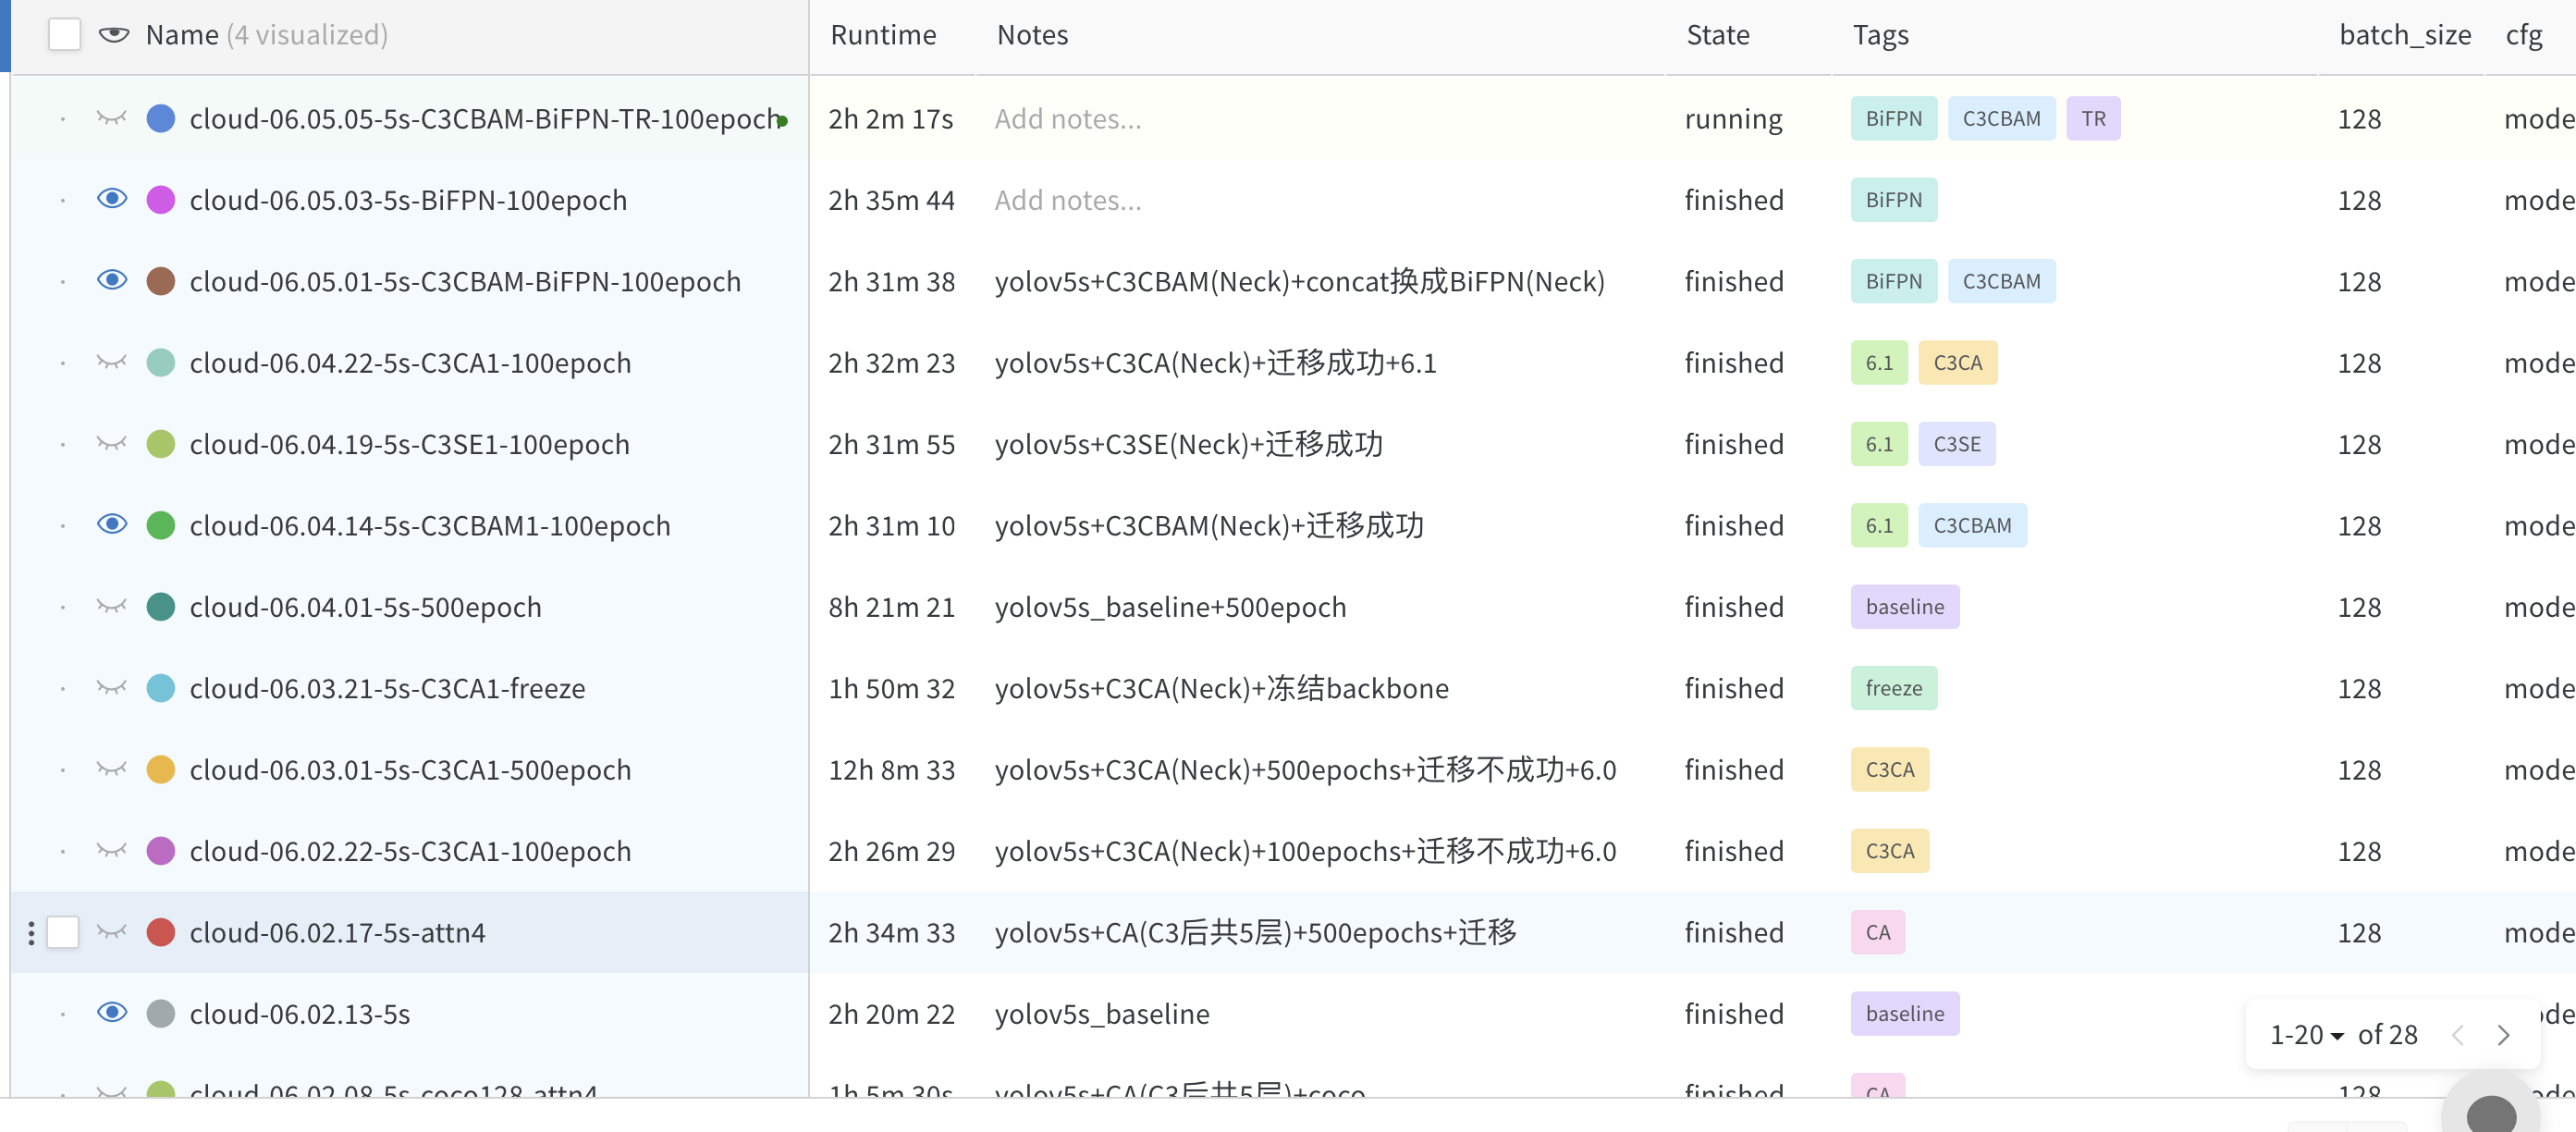 Name (4 visualized) Runtime Notes State Tags batch_size cfg
cloud-06.05.05-5s-C3CBAM-BiFPN-TR-100epoch 2h 2m 17s Add notes... running BiFPN C3CBAM TR 128 mode
cloud-06.05.03-5s-BiFPN-100epoch 2h 35m 44 Add notes... finished BiFPN 128 mode
cloud-06.05.01-5s-C3CBAM-BiFPN-100epoch 2h 31m 38 yolov5s+C3CBAM(Neck)+concat换成BiFPN(Neck) finished BiFPN C3CBAM 128 mode
cloud-06.04.22-5s-C3CA1-100epoch 2h 32m 23 yolov5s+C3CA(Neck)+迁移成功+6.1 finished 6.1 C3CA 128 mode
cloud-06.04.19-5s-C3SE1-100epoch 2h 31m 55 yolov5s+C3SE(Neck)+迁移成功 finished 6.1 C3SE 128 mode
cloud-06.04.14-5s-C3CBAM1-100epoch 2h 31m 10 yolov5s+C3CBAM(Neck)+迁移成功 finished 6.1 C3CBAM 128 mode
cloud-06.04.01-5s-500epoch 8h 21m 21 yolov5s_baseline+500epoch finished baseline 128 mode
cloud-06.03.21-5s-C3CA1-freeze 1h 50m 32 yolov5s+C3CA(Neck)+冻结backbone finished freeze 128 mode
cloud-06.03.01-5s-C3CA1-500epoch 12h 8m 33 yolov5s+C3CA(Neck)+500epochs+迁移不成功+6.0 finished C3CA 128 mode
cloud-06.02.22-5s-C3CA1-100epoch 2h 26m 29 yolov5s+C3CA(Neck)+100epochs+迁移不成功+6.0 finished C3CA 128 mode
cloud-06.02.17-5s-attn4 2h 34m 33 yolov5s+CA(C3后共5层)+500epochs+迁移 finished CA 128 mode
cloud-06.02.13-5s 2h 20m 22 yolov5s_baseline finished baseline
1-20 of 28
cloud-06.02.08-5s-coco128-attn4 1h 5m 30s yolov5s+CA(C3后共5层)+coco finished CA 128